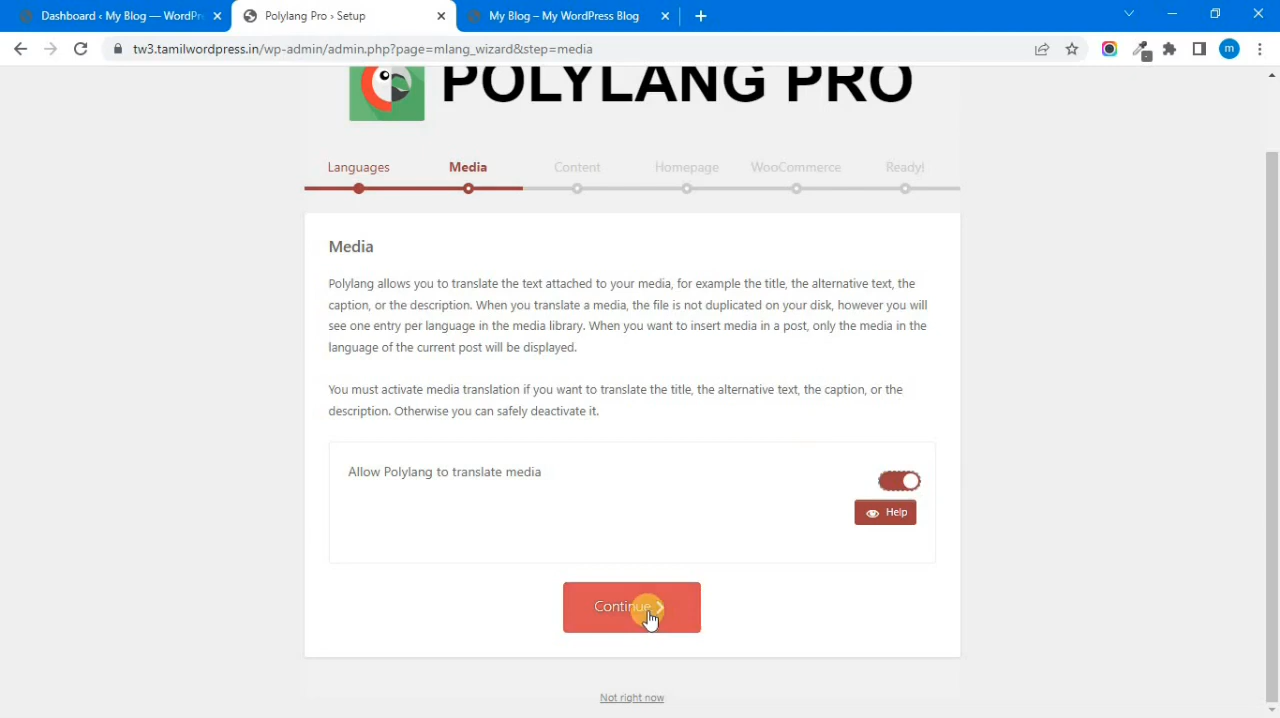 Dashboard ‹ My Blog — WordPr
Polylang Pro › Setup
My Blog – My WordPress Blog
tw3.tamilwordpress.in/wp-admin/admin.php?page=mlang_wizard&step=media
m
POLYLANG PRO
Languages
Media
Content
Homepage
WooCommerce
Ready!
Media
Polylang allows you to translate the text attached to your media, for example the title, the alternative text, the
caption, or the description. When you translate a media, the file is not duplicated on your disk, however you will
see one entry per language in the media library. When you want to insert media in a post, only the media in the
language of the current post will be displayed.
You must activate media translation if you want to translate the title, the alternative text, the caption, or the
description. Otherwise you can safely deactivate it.
Allow Polylang to translate media
Help
Continue
Not right now